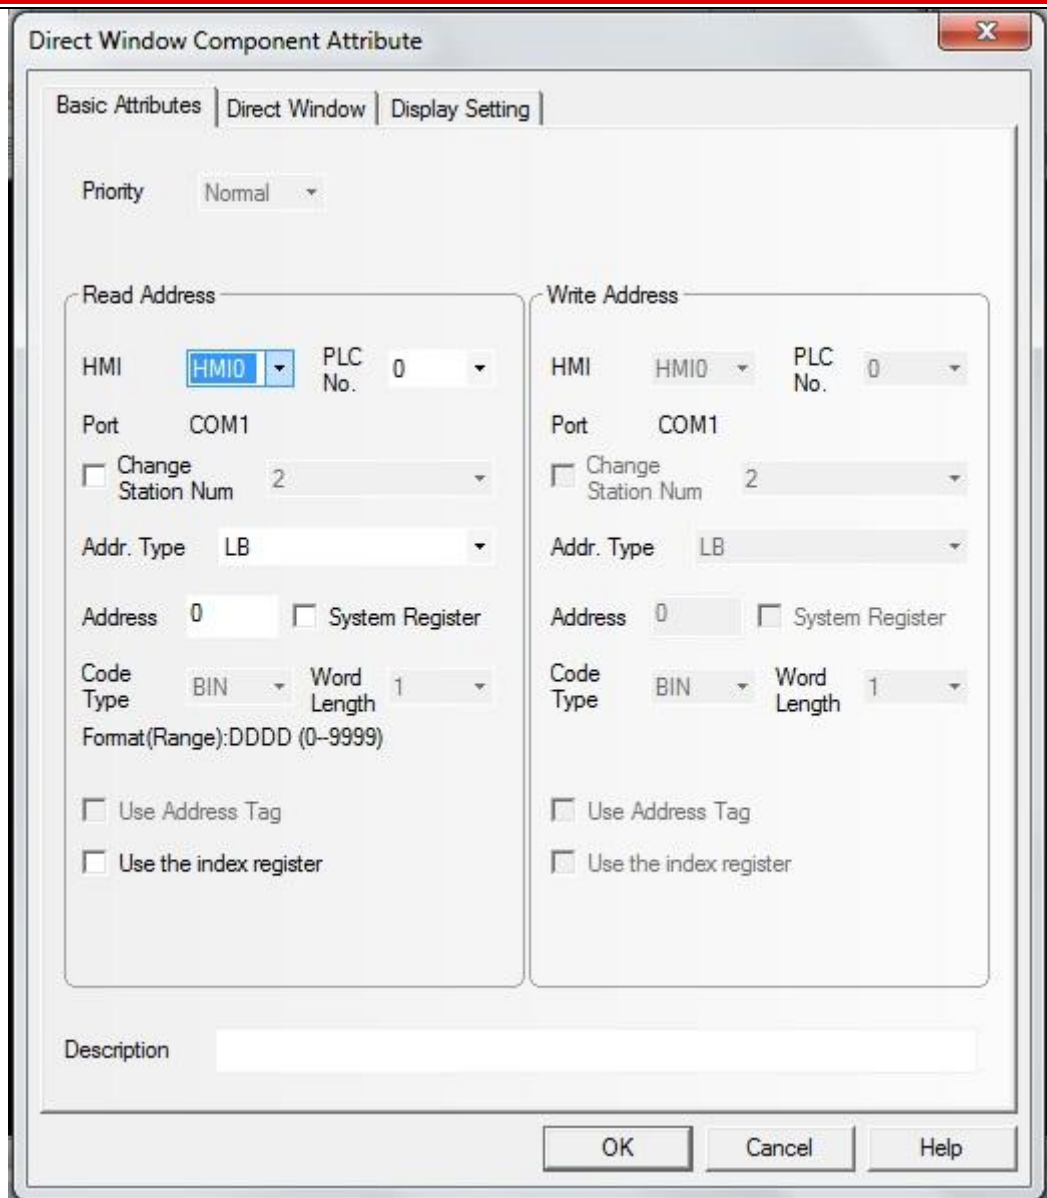 Direct Window Component Attribute
Basic Attributes Direct Window Display Setting
Priority Normal
Read Address
HMI HMI0 PLC No. 0
Port COM1
Change Station Num 2
Addr. Type LB
Address 0 System Register
Code Type BIN Word Length 1
Format(Range):DDDD (0--9999)
Use Address Tag
Use the index register
Write Address
HMI HMI0 PLC No. 0
Port COM1
Change Station Num 2
Addr. Type LB
Address 0 System Register
Code Type BIN Word Length 1
Use Address Tag
Use the index register
Description
OK Cancel Help